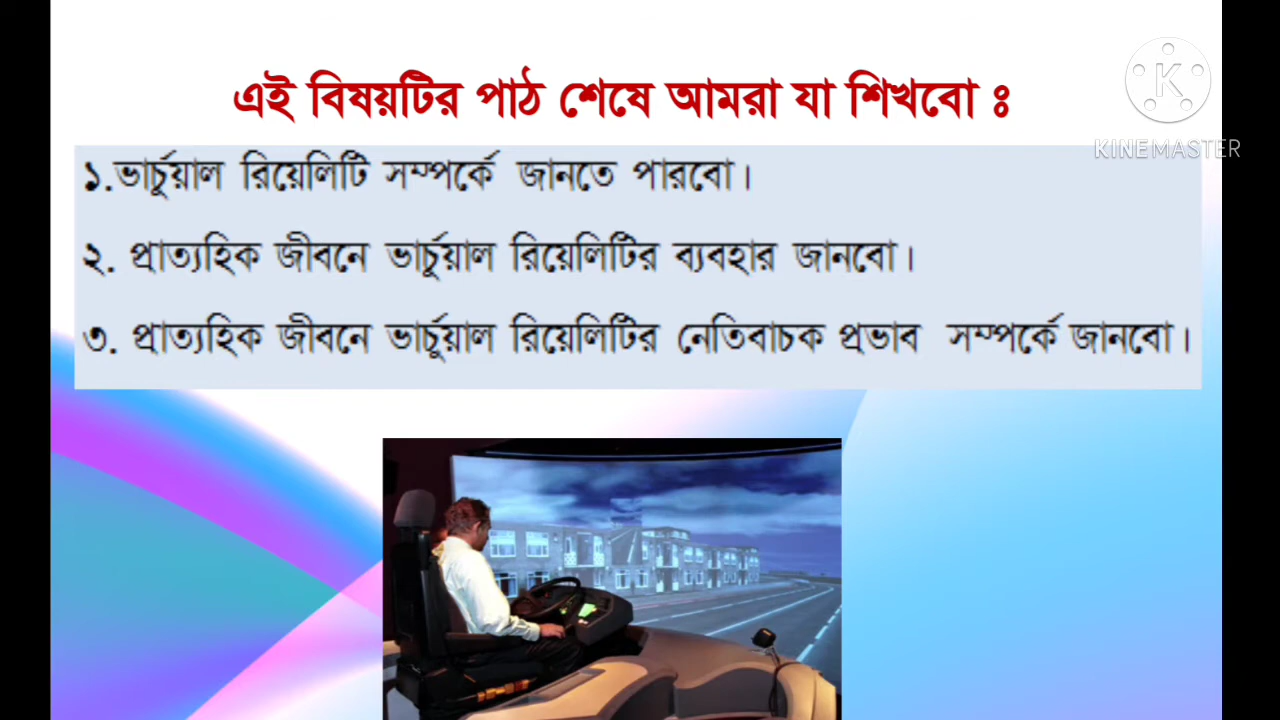 এই বিষয়টির পাঠ শেষে আমরা যা শিখবো ঃ
K
KINEMASTER
১.ভার্চূয়াল রিয়েলিটি সম্পর্কে জানতে পারবো।
২. প্রাত্যহিক জীবনে ভার্চূয়াল রিয়েলিটির ব্যবহার জানবো।
৩. প্রাত্যহিক জীবনে ভার্চুয়াল রিয়েলিটির নেতিবাচক প্রভাব সম্পর্কে জানবো।